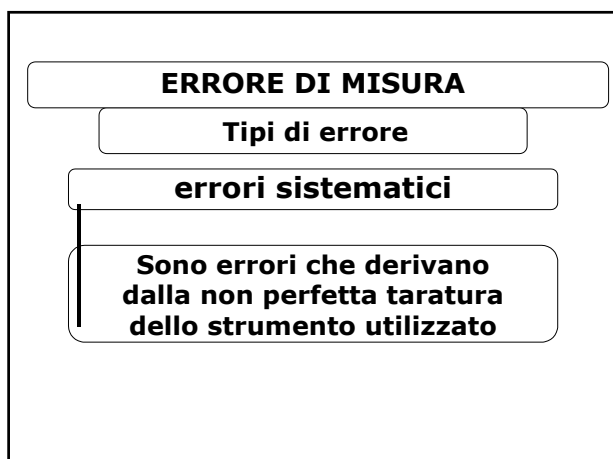 ERRORE DI MISURA
Tipi di errore
errori sistematici
Sono errori che derivano
dalla non perfetta taratura
dello strumento utilizzato